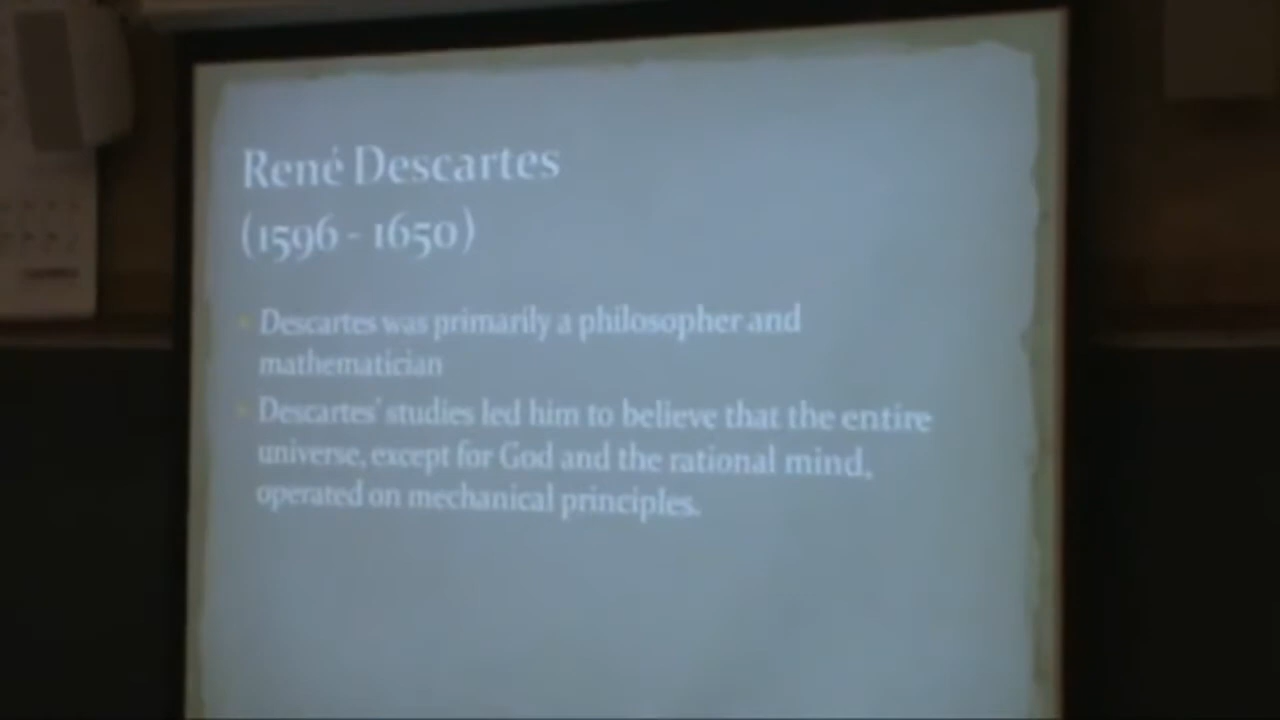 René Descartes
(1596 - 1650)
Descartes was primarily a philosopher and
mathematician
Descartes' studies led him to believe that the entire
universe, except for God and the rational mind,
operated on mechanical principles.